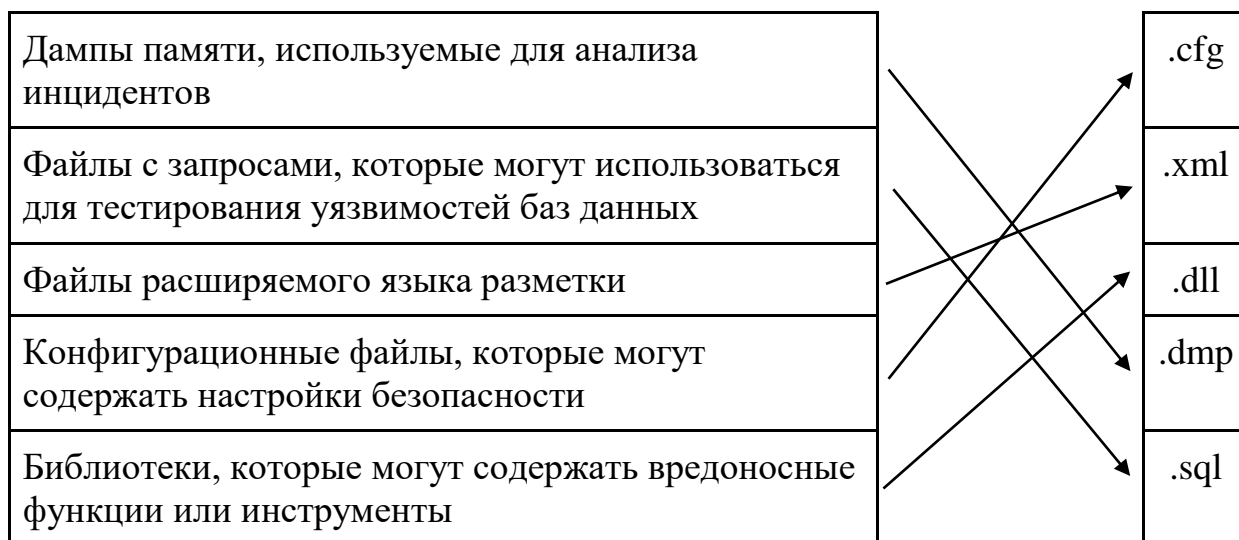 Дампы памяти, используемые для анализа
инцидентов
.cfg
Файлы с запросами, которые могут использоваться
для тестирования уязвимостей баз данных
.xml
Файлы расширяемого языка разметки
.dll
Конфигурационные файлы, которые могут
содержать настройки безопасности
.dmp
Библиотеки, которые могут содержать вредоносные
функции или инструменты
.sql